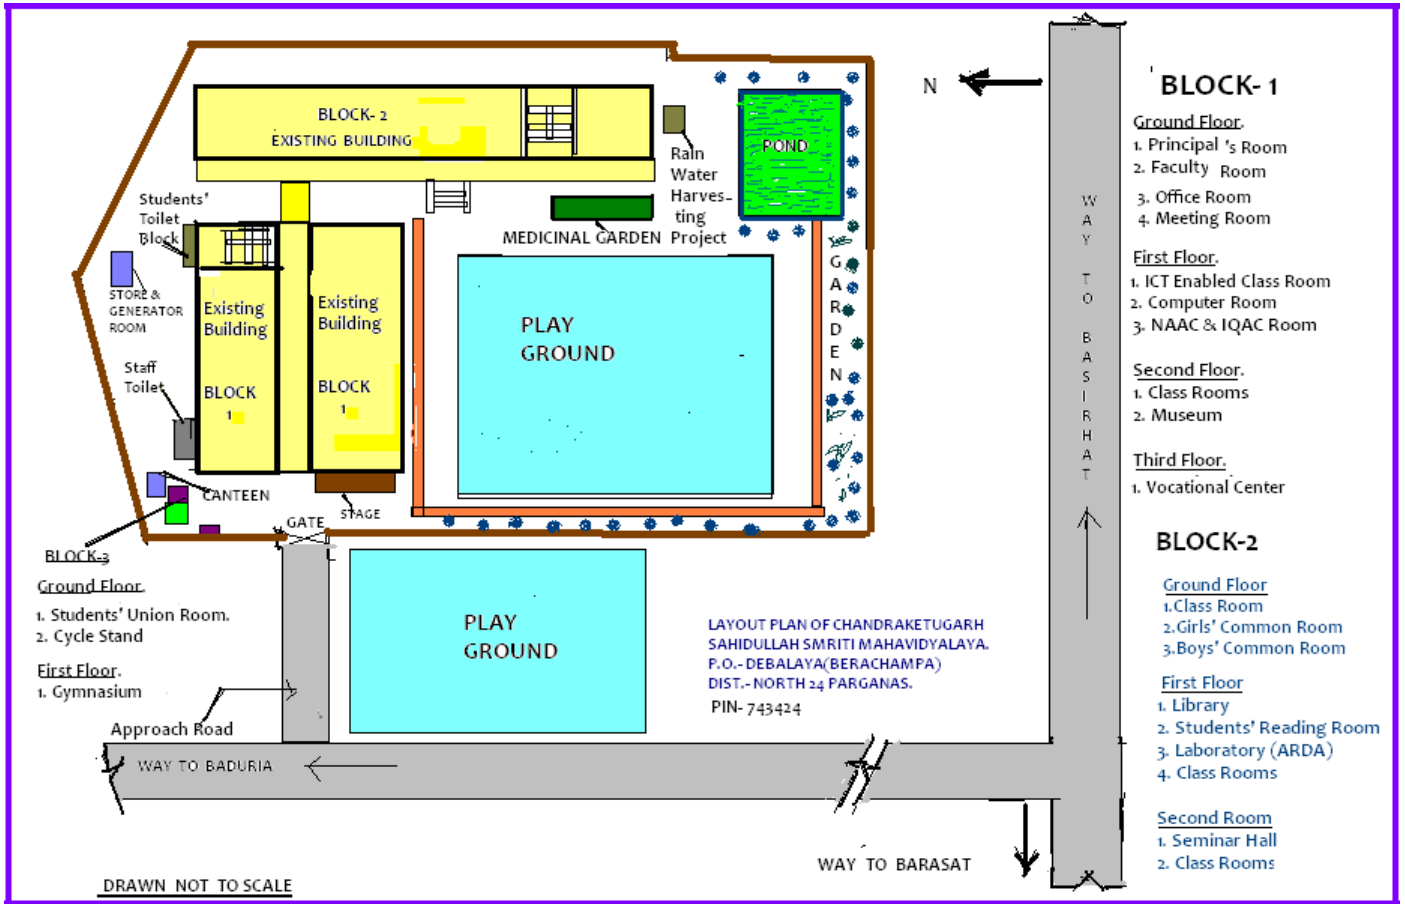 BLOCK- 2
EXISTING BUILDING
POND
Rain
Water
Harves-
ting
Project
Students'
Toilet
Block
MEDICINAL GARDEN
STORE &
GENERATOR
ROOM
Existing
Building
BLOCK
1
Existing
Building
BLOCK
1
PLAY
GROUND
G
A
R
D
E
N
Staff
Toilet
CANTEEN
STAGE
GATE
BLOCK-3
Ground Floor.
1. Students' Union Room.
2. Cycle Stand
First Floor.
1. Gymnasium
Approach Road
PLAY
GROUND
LAYOUT PLAN OF CHANDRAKETUGARH
SAHIDULLAH SMRITI MAHAVIDYALAYA.
P.O.- DEBALAYA(BERACHAMPA)
DIST.- NORTH 24 PARGANAS.
PIN- 743424
WAY TO BADURIA
WAY TO BARASAT
DRAWN NOT TO SCALE
N
WAY TO BASIRHAT
BLOCK- 1
Ground Floor.
1. Principal 's Room
2. Faculty Room
3. Office Room
4. Meeting Room
First Floor.
1. ICT Enabled Class Room
2. Computer Room
3. NAAC & IQAC Room
Second Floor.
1. Class Rooms
2. Museum
Third Floor.
1. Vocational Center
BLOCK-2
Ground Floor
1.Class Room
2.Girls' Common Room
3.Boys' Common Room
First Floor
1. Library
2. Students' Reading Room
3. Laboratory (ARDA)
4. Class Rooms
Second Room
1. Seminar Hall
2. Class Rooms